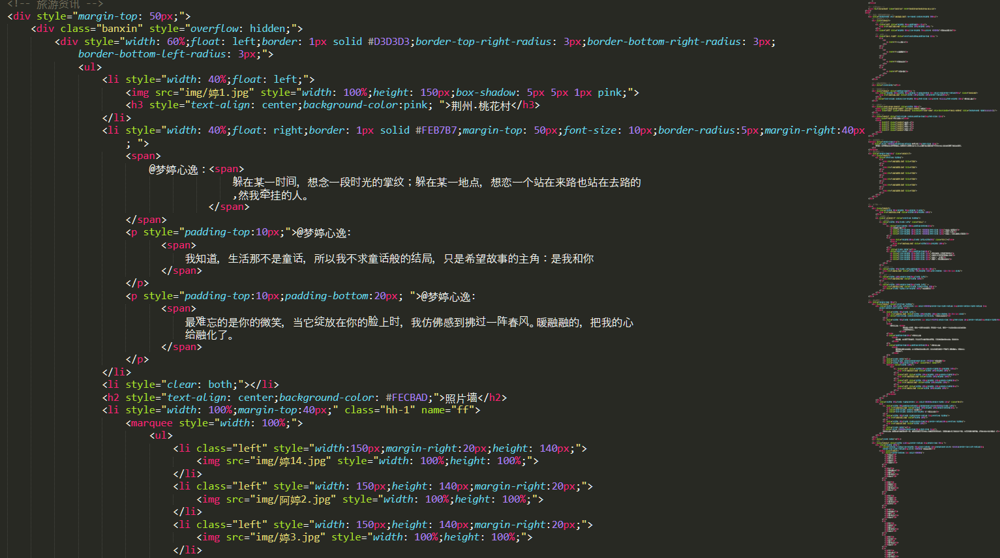 <!-- 旅游资讯 -->
<div style="margin-top: 50px;">
<div class="banxin" style="overflow: hidden;">
<div style="width: 60%;float: left;border: 1px solid #D3D3D3;border-top-right-radius: 3px;border-bottom-right-radius: 3px;
border-bottom-left-radius: 3px;">
<ul>
<li style="width: 40%;float: left;">
<img src="img/婷1.jpg" style="width: 100%;height: 150px;box-shadow: 5px 5px 1px pink;">
<h3 style="text-align: center;background-color:pink; ">荆州.桃花村</h3>
</li>
<li style="width: 40%;float: right;border: 1px solid #FEB7B7;margin-top: 50px;font-size: 10px;border-radius:5px;margin-right:40px
; ">
<span>
@梦婷心逸：<span>
躲在某一时间，想念一段时光的掌纹；躲在某一地点，想恋一个站在来路也站在去路的
,然我牵挂的人。
</span>
</span>
<p style="padding-top:10px;">@梦婷心逸:
<span>
我知道，生活那不是童话，所以我不求童话般的结局，只是希望故事的主角：是我和你
</span>
</p>
<p style="padding-top:10px;padding-bottom:20px; ">@梦婷心逸:
<span>
最难忘的是你的微笑，当它绽放在你的脸上时，我仿佛感到拂过一阵春风。暖融融的，把我的心
给融化了。
</span>
</p>
</li>
<li style="clear: both;"></li>
<h2 style="text-align: center;background-color: #FECBAD;">照片墙</h2>
<li style="width: 100%;margin-top:40px;" class="hh-1" name="ff">
<marquee style="width: 100%;">
<ul>
<li class="left" style="width:150px;margin-right:20px;height: 140px;">
<img src="img/婷14.jpg" style="width: 100%;height: 100%;">
</li>
<li class="left" style="width: 150px;height: 140px;margin-right:20px;">
<img src="img/阿婷2.jpg" style="width: 100%;height: 100%;">
</li>
<li class="left" style="width: 150px;height: 140px;margin-right:20px;">
<img src="img/婷3.jpg" style="width: 100%;height: 100%;">
</li>